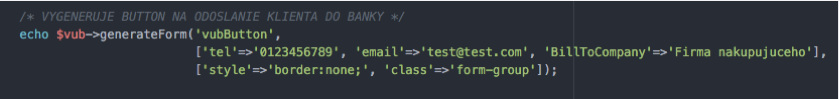 /* VYGENERUJE BUTTON NA ODOSLANIE KLIENTA DO BANKY */
echo $vub->generateForm('vubButton',
['tel'=>'0123456789', 'email'=>'test@test.com', 'BillToCompany'=>'Firma nakupujuceho'],
['style'=>'border:none;', 'class'=>'form-group']);